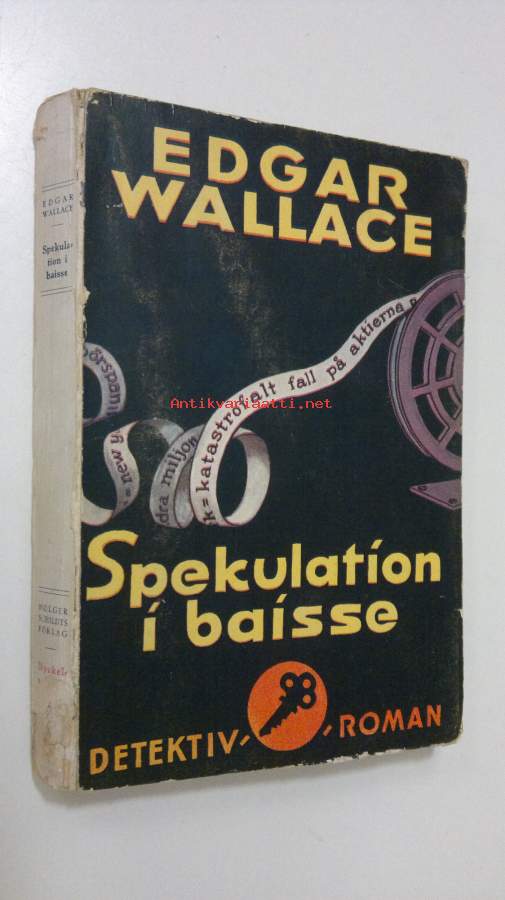 EDGAR
WALLACE
Spekula-
tion i
baisse
HOLGER
SCHILDTS
FÖRLAG
EDGAR
WALLACE
börspani
= new y
dra miljon
k = katastrofalt fall på aktierna
Antikvariaatti.net
Spekulation
i baisse
DETEKTIV-ROMAN